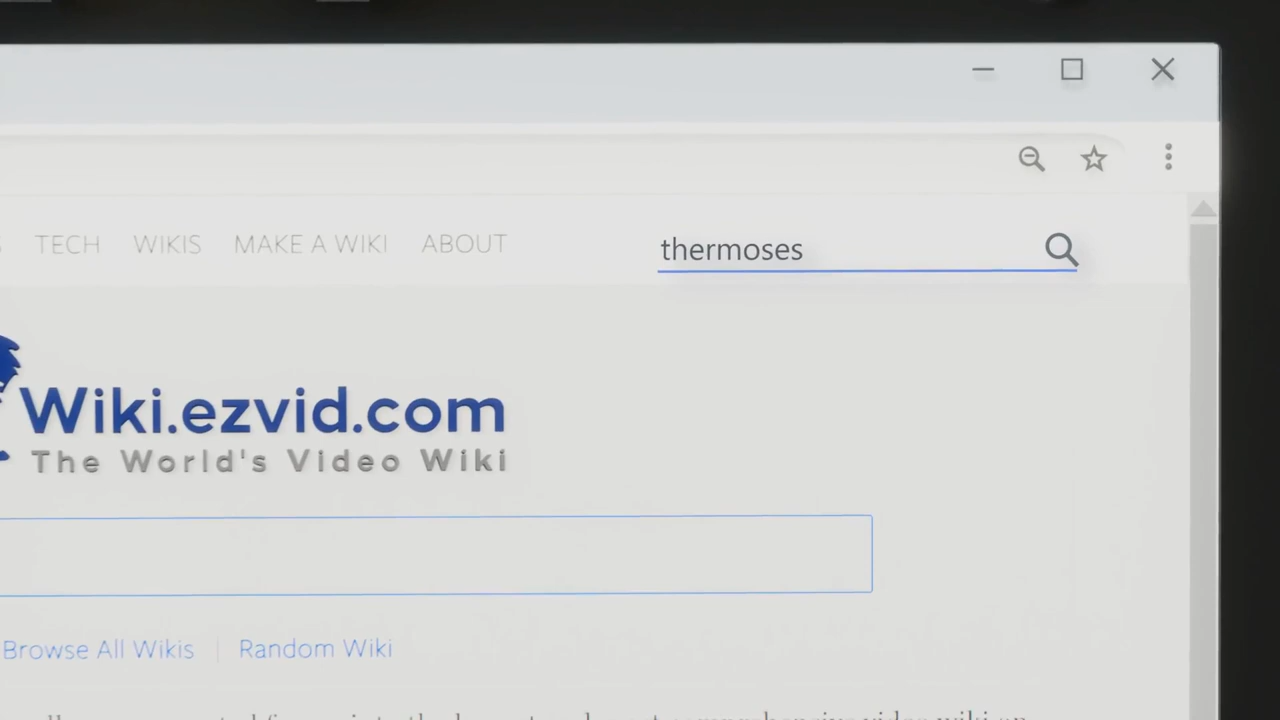 TECH WIKIS MAKE A WIKI ABOUT
thermoses
Wiki.ezvid.com
The World's Video Wiki
Browse All Wikis Random Wiki